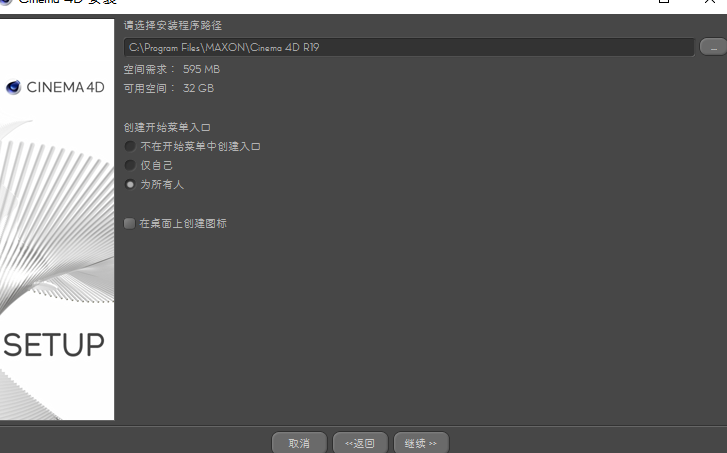 Cinema 4D 安装
请选择安装程序路径
C:\Program Files\MAXON\Cinema 4D R19
...
空间需求： 595 MB
可用空间： 32 GB
CINEMA 4D
创建开始菜单入口
不在开始菜单中创建入口
仅自己
为所有人
在桌面上创建图标
SETUP
取消
<<返回
继续 >>